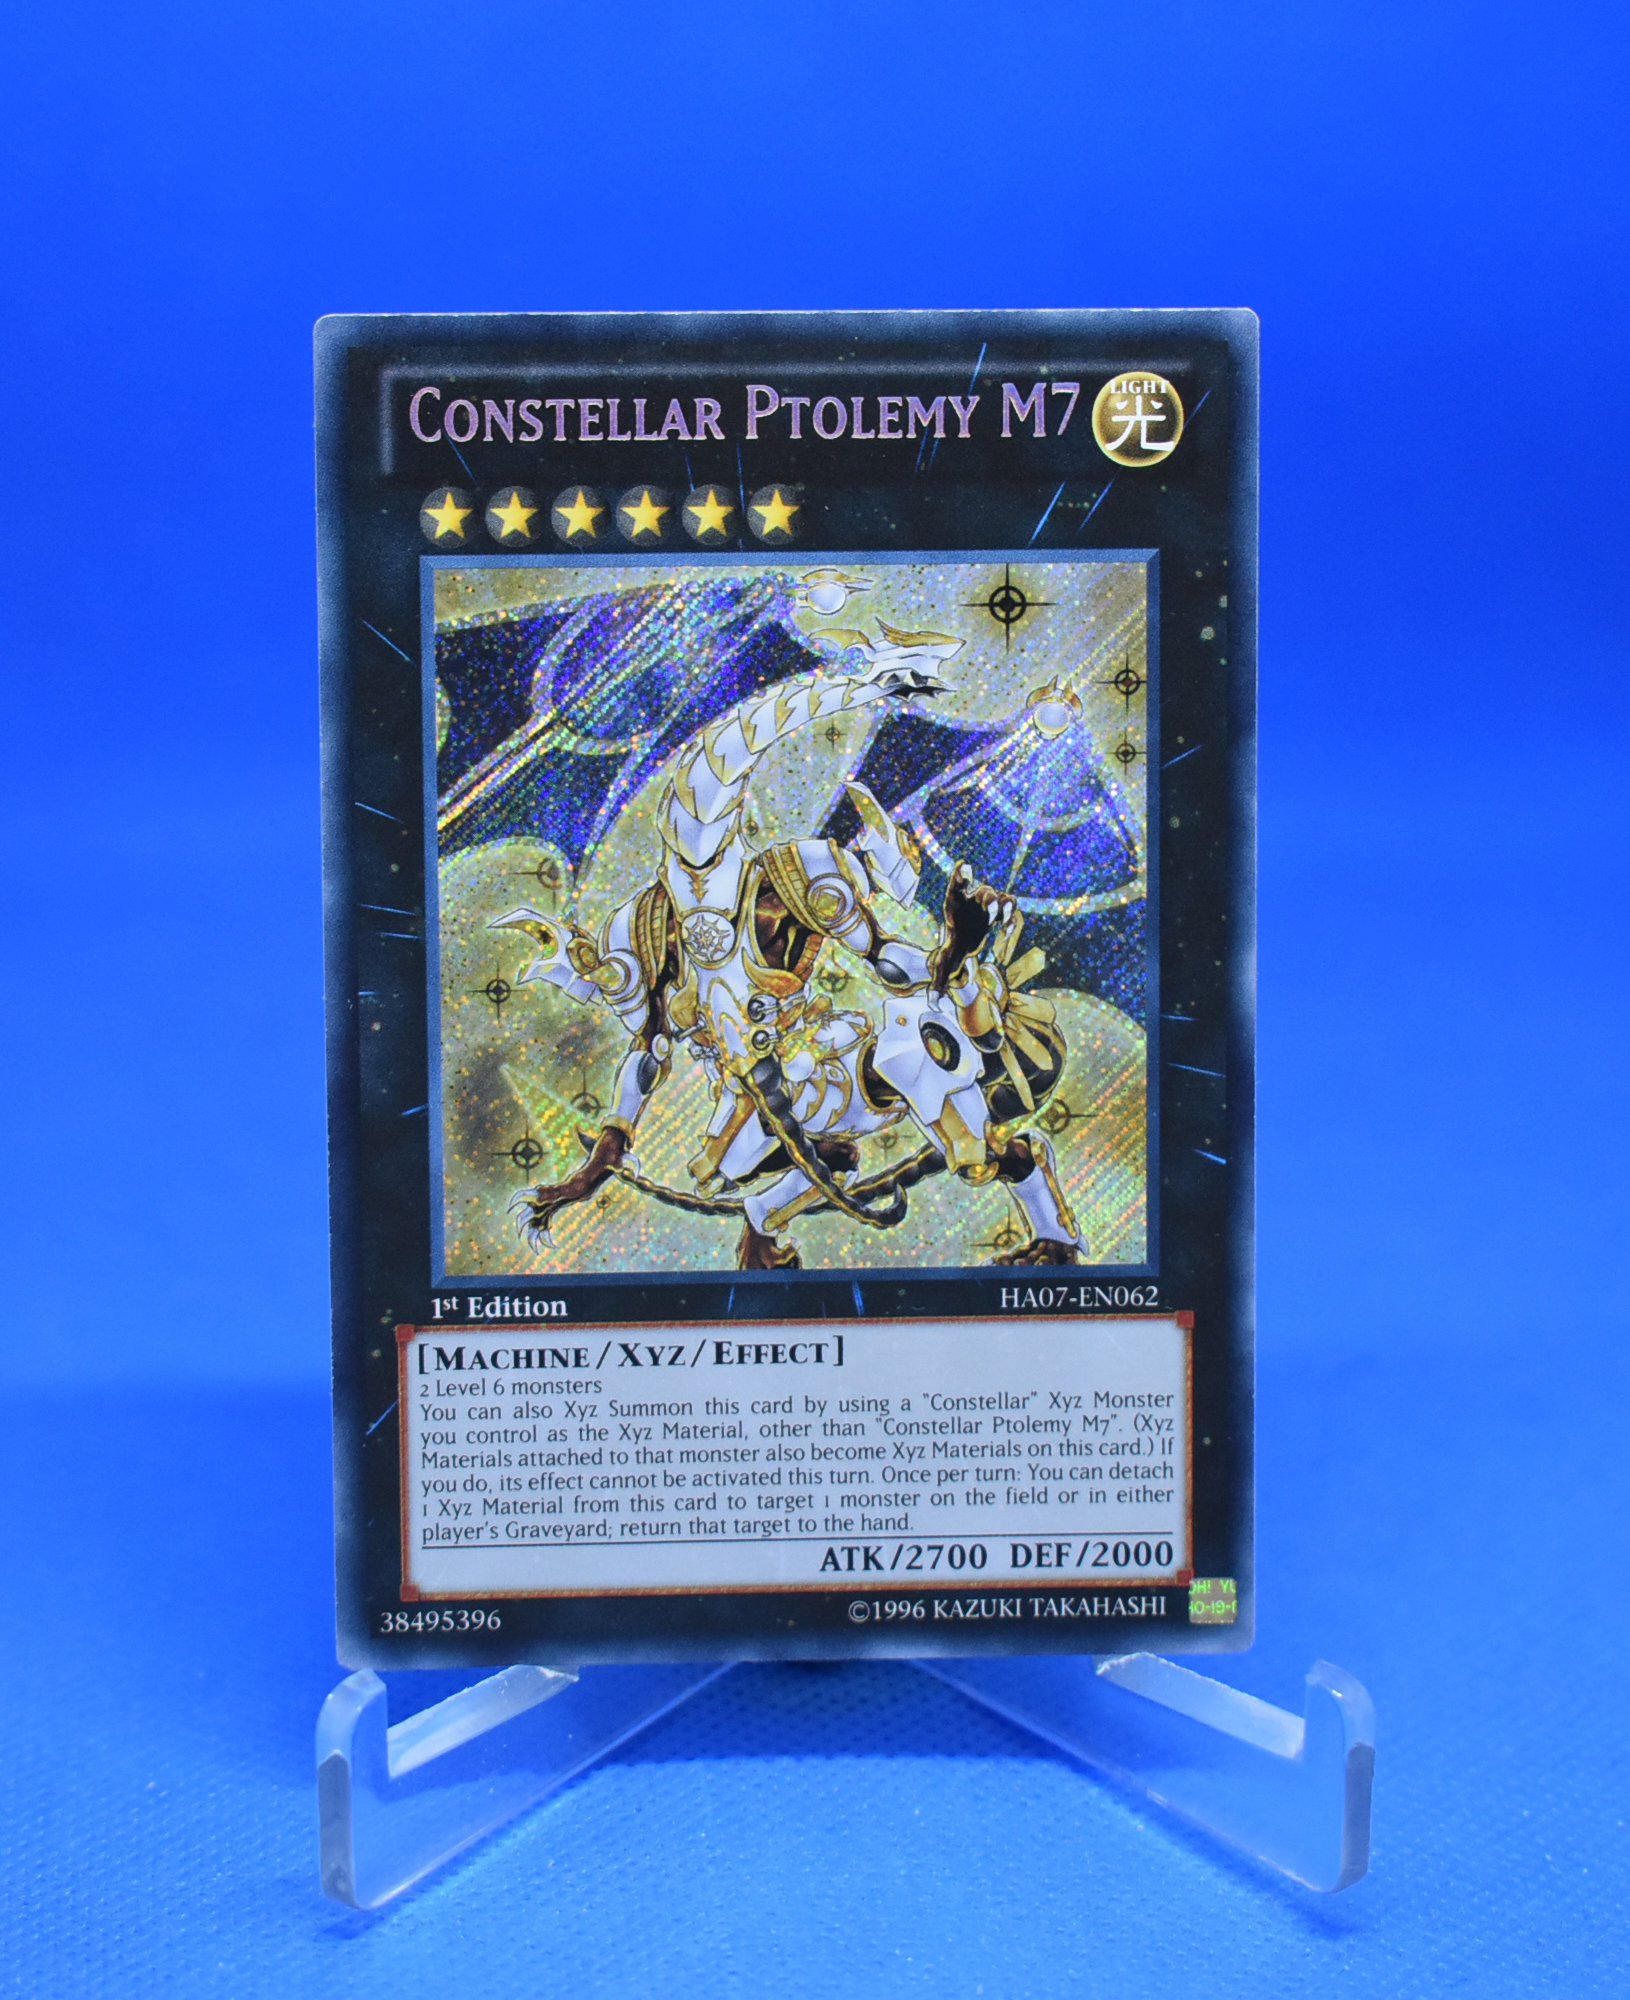 CONSTELLAR PTOLEMY M7
LIGHT
光
1st Edition
HA07-EN062
[MACHINE/XYZ/EFFECT]
2 Level 6 monsters
You can also Xyz Summon this card by using a "Constellar" Xyz Monster
you control as the Xyz Material, other than "Constellar Ptolemy M7". (Xyz
Materials attached to that monster also become Xyz Materials on this card.) If
you do, its effect cannot be activated this turn. Once per turn: You can detach
1 Xyz Material from this card to target 1 monster on the field or in either
player's Graveyard; return that target to the hand.
ATK/2700 DEF/2000
38495396
©1996 KAZUKI TAKAHASHI
OH! YU